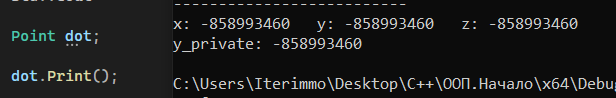 Point dot;
dot.Print();
x: -858993460   y: -858993460   z: -858993460
y_private: -858993460
C:\Users\Iterimmo\Desktop\C++\ООП.Начало\x64\Debu